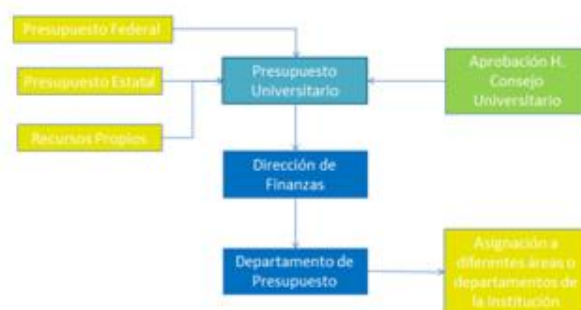 Presupuesto Federal
Presupuesto Estatal
Recursos Propios
Presupuesto
Universitario
Aprobación H.
Consejo
Universitario
Dirección de
Finanzas
Departamento de
Presupuesto
Asignación a
diferentes áreas o
departamentos de
la institución